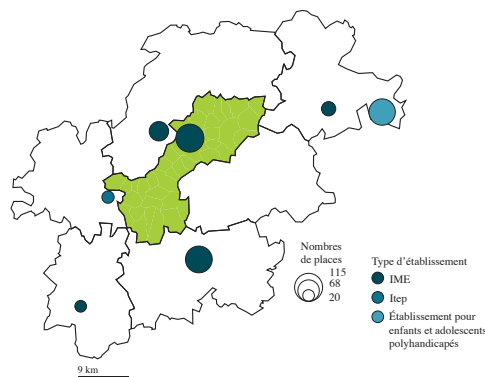 Nombres
de places
115
68
20
Type d'établissement
IME
Itep
Établissement pour
enfants et adolescents
polyhandicapés
9 km